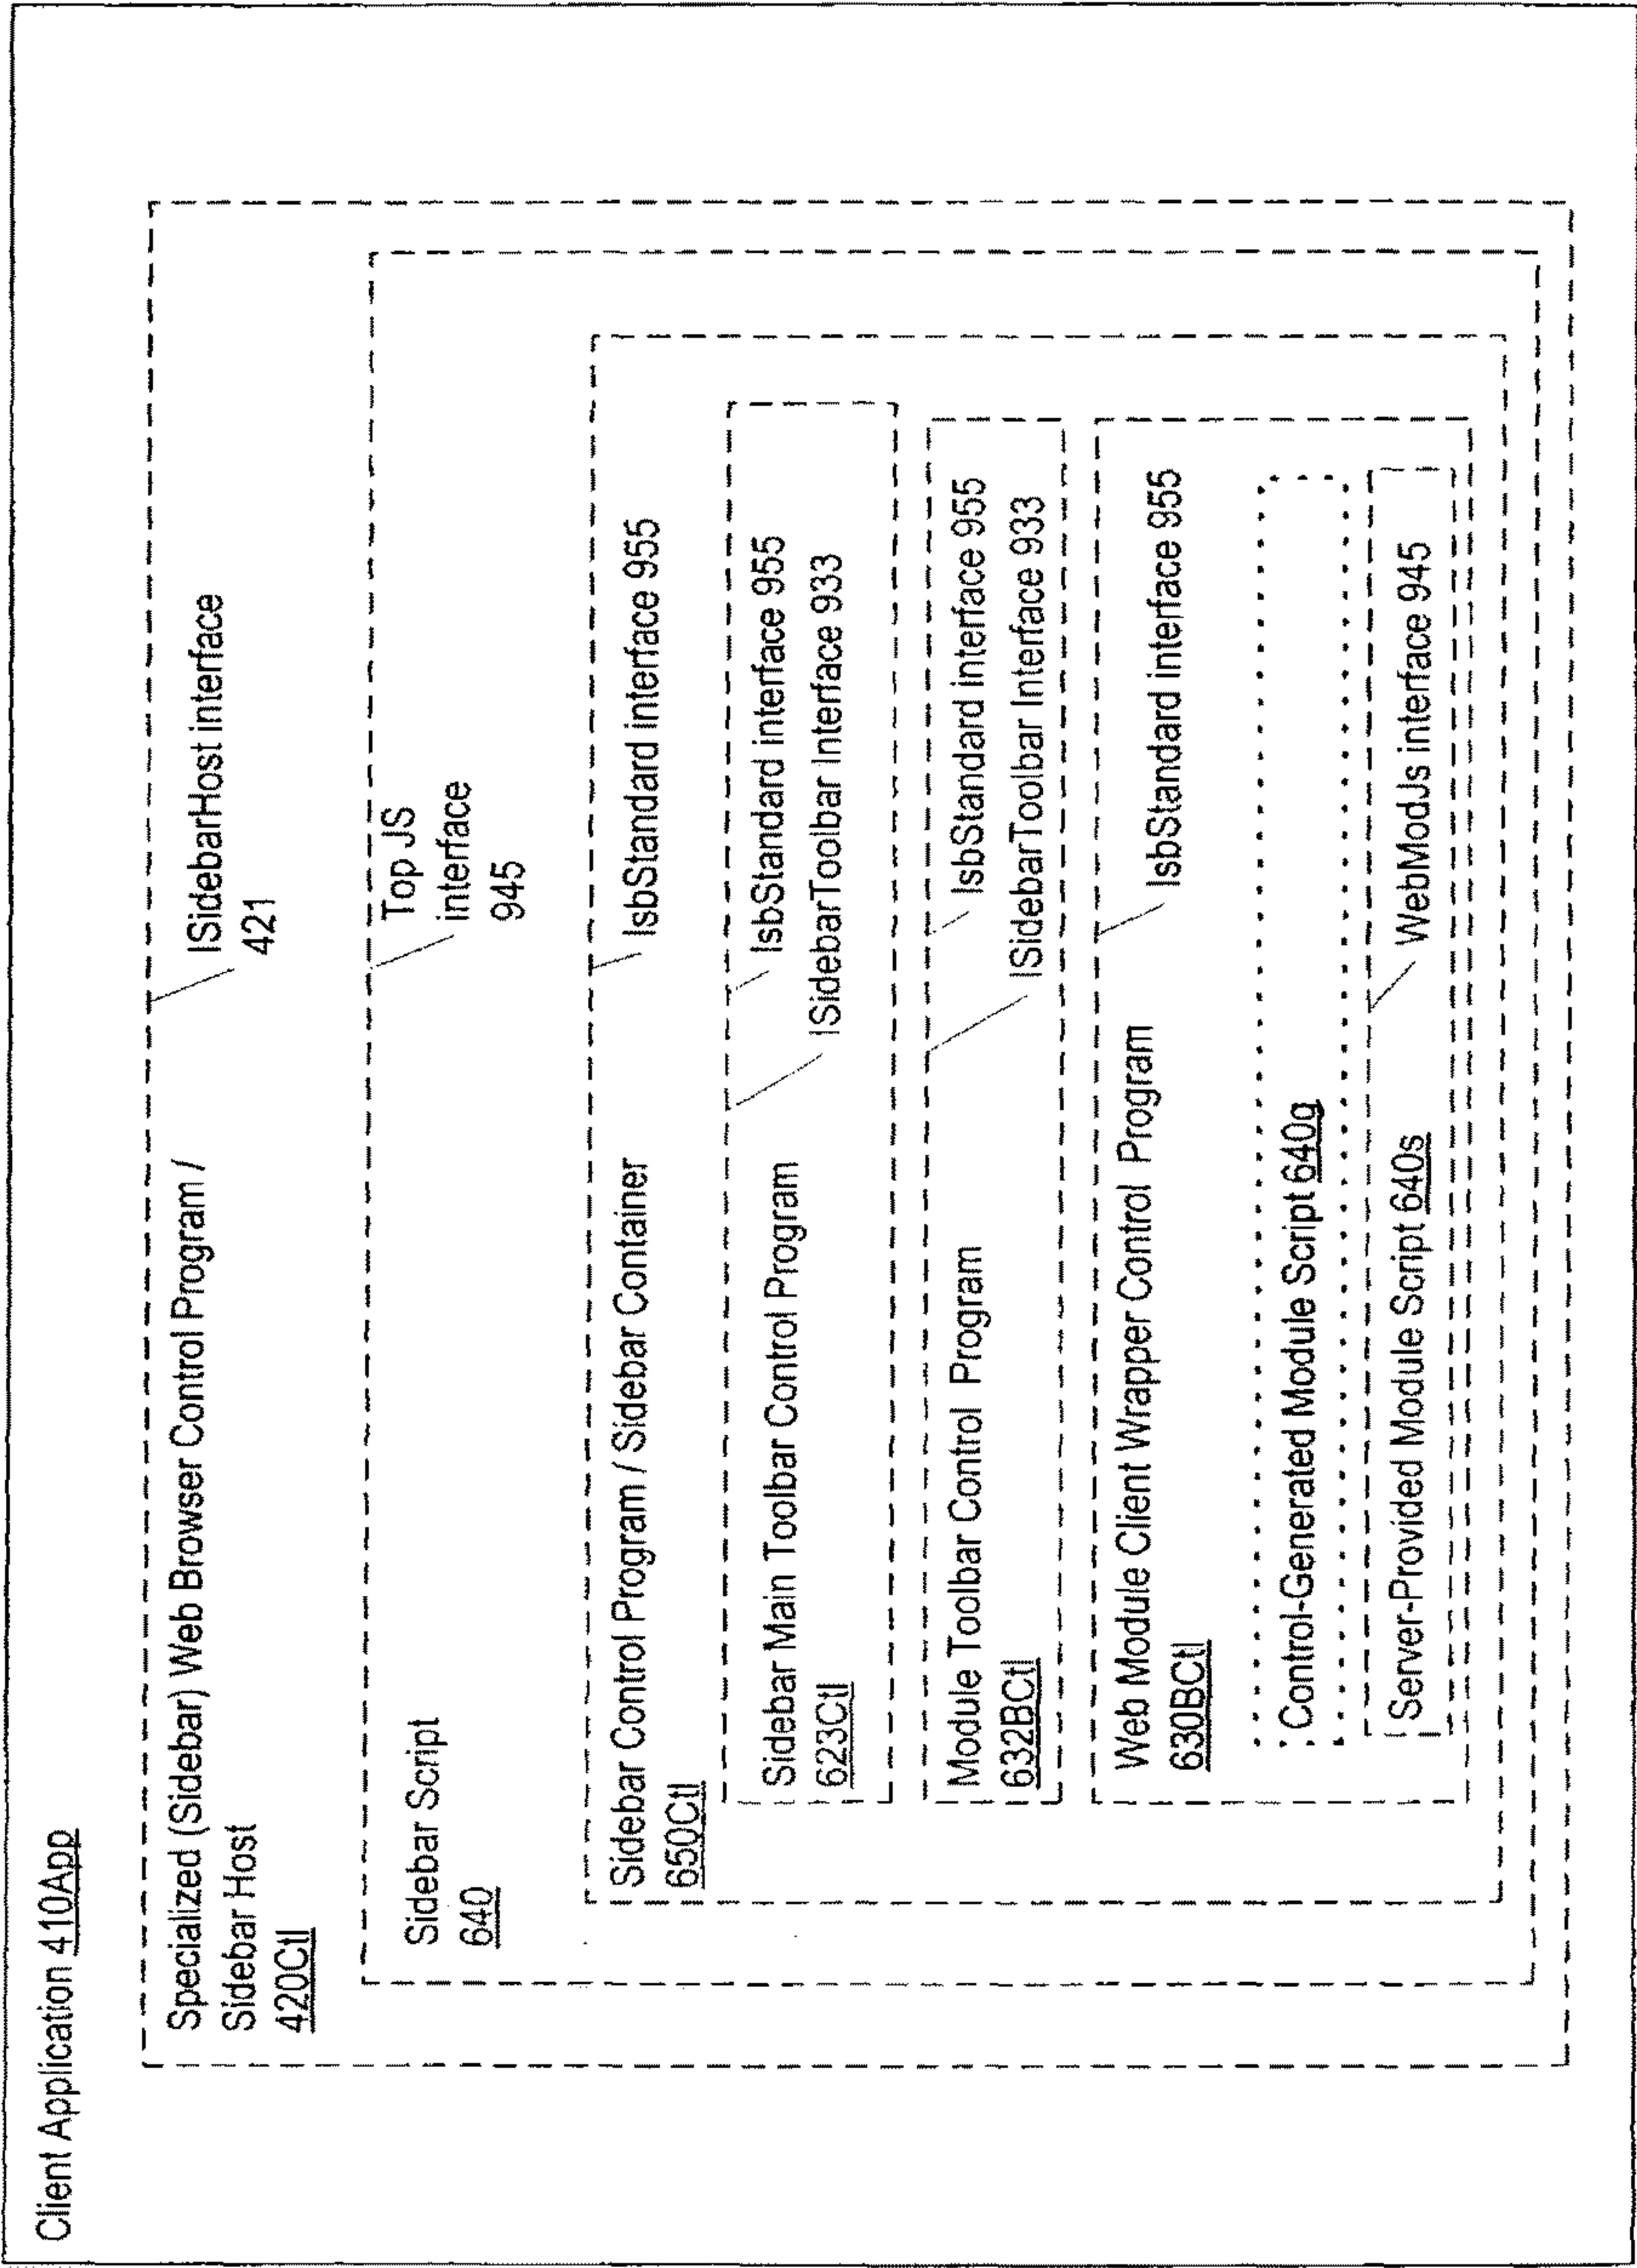 Client Application 410App
Specialized (Sidebar) Web Browser Control Program /
Sidebar Host
420Ctl
ISidebarHost interface
421
Sidebar Script
640
Top JS
interface
945
Sidebar Control Program / Sidebar Container
650Ctl
IsbStandard interface 955
Sidebar Main Toolbar Control Program
623Ctl
IsbStandard interface 955
ISidebarToolbar Interface 933
Module Toolbar Control Program
632BCtl
IsbStandard interface 955
ISidebarToolbar Interface 933
Web Module Client Wrapper Control Program
630BCtl
IsbStandard interface 955
Control-Generated Module Script 640g
Server-Provided Module Script 640s
WebModJs interface 945